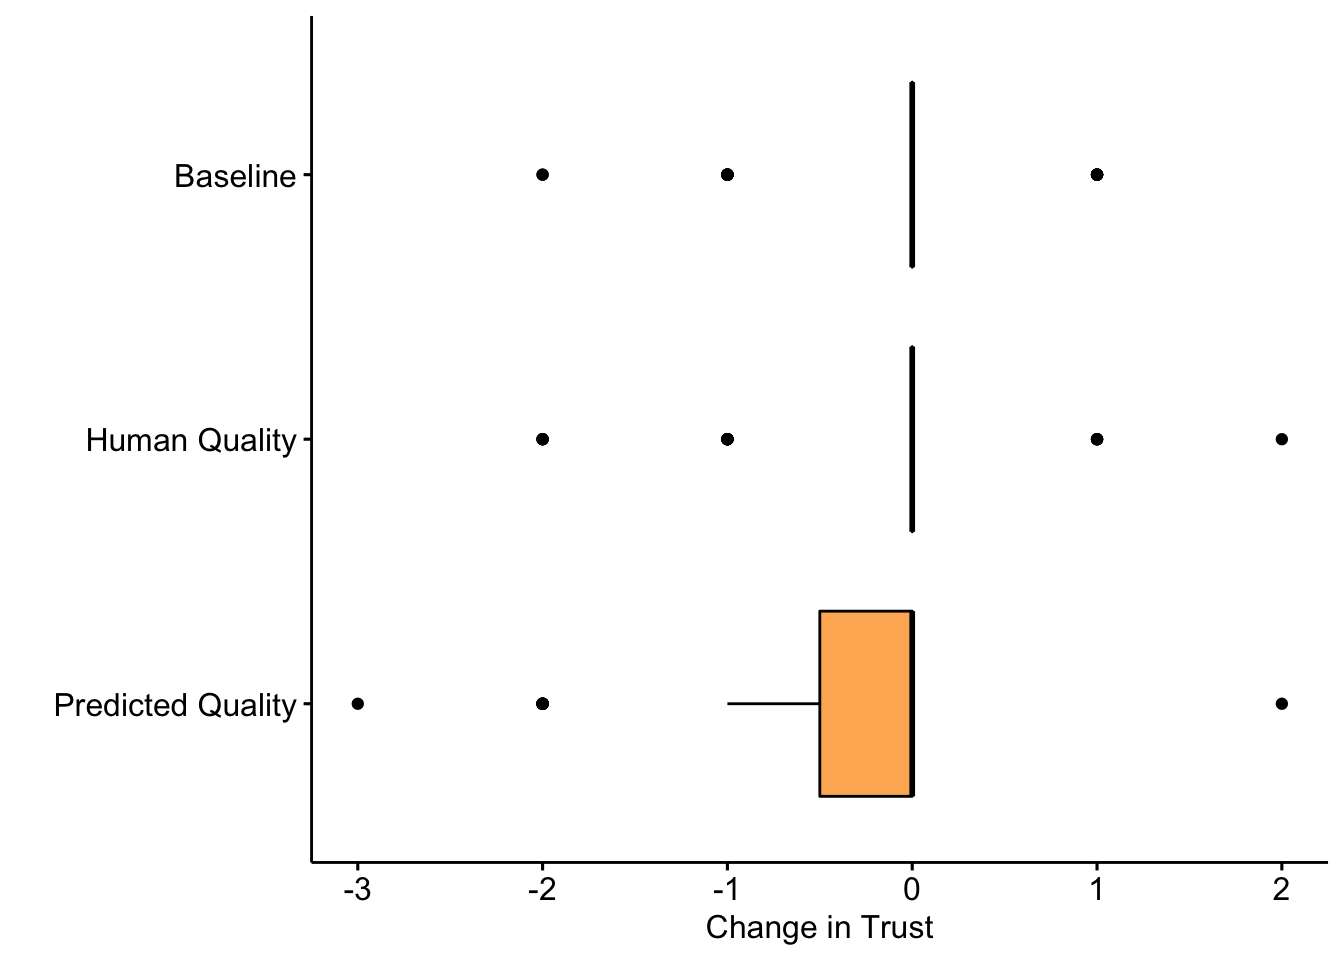 Baseline
Human Quality
Predicted Quality
-3 -2 -1 0 1 2
Change in Trust